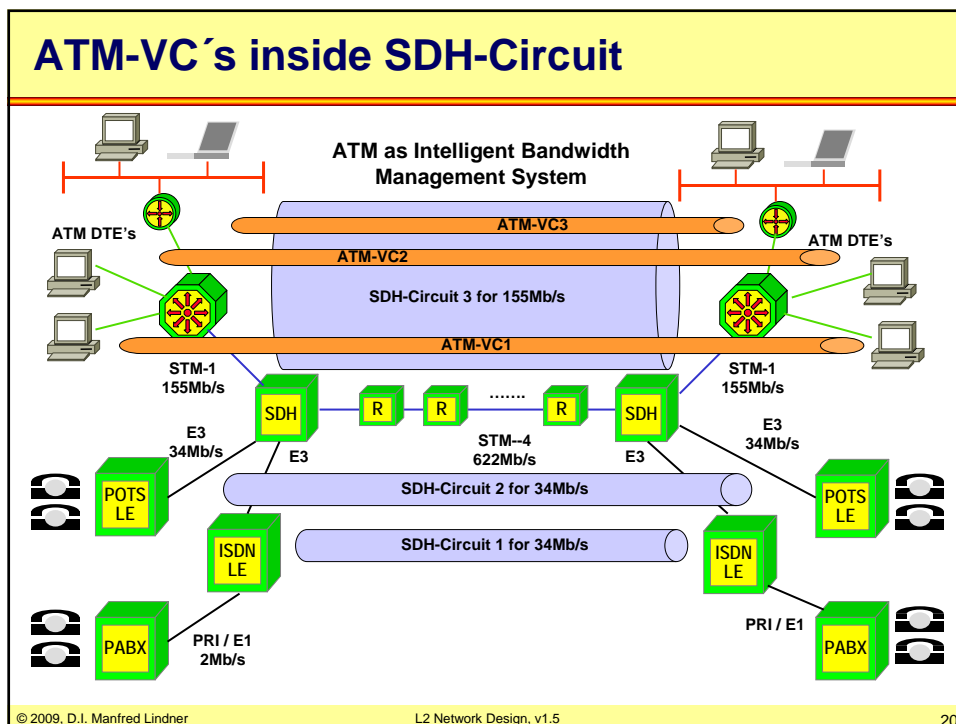 ATM-VC´s inside SDH-Circuit
ATM as Intelligent Bandwidth
Management System
ATM DTE's
ATM-VC3
ATM-VC2
ATM DTE's
SDH-Circuit 3 for 155Mb/s
ATM-VC1
STM-1
155Mb/s
STM-1
155Mb/s
SDH
R
R
.......
R
SDH
E3
34Mb/s
E3
STM--4
622Mb/s
E3
E3
34Mb/s
POTS
LE
SDH-Circuit 2 for 34Mb/s
POTS
LE
ISDN
LE
SDH-Circuit 1 for 34Mb/s
ISDN
LE
PABX
PRI / E1
2Mb/s
PRI / E1
PABX
© 2009, D.I. Manfred Lindner
L2 Network Design, v1.5
20